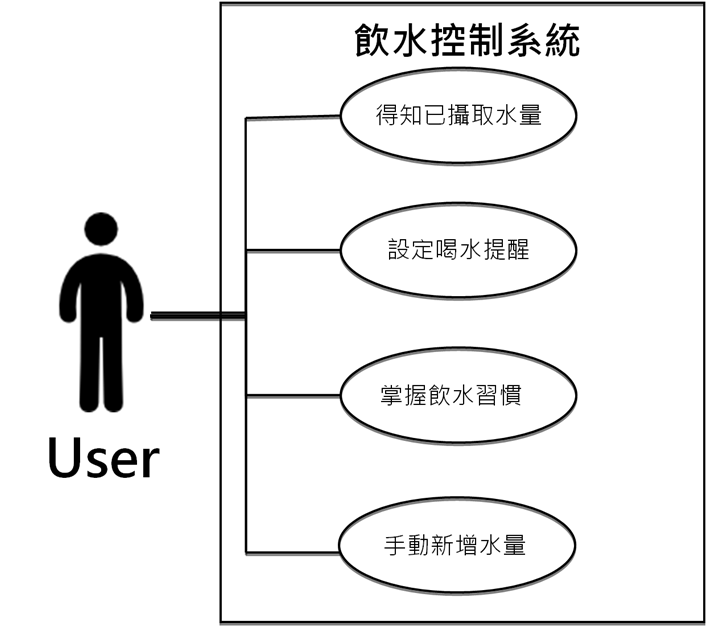 飲水控制系統
得知已攝取水量
設定喝水提醒
掌握飲水習慣
User
手動新增水量